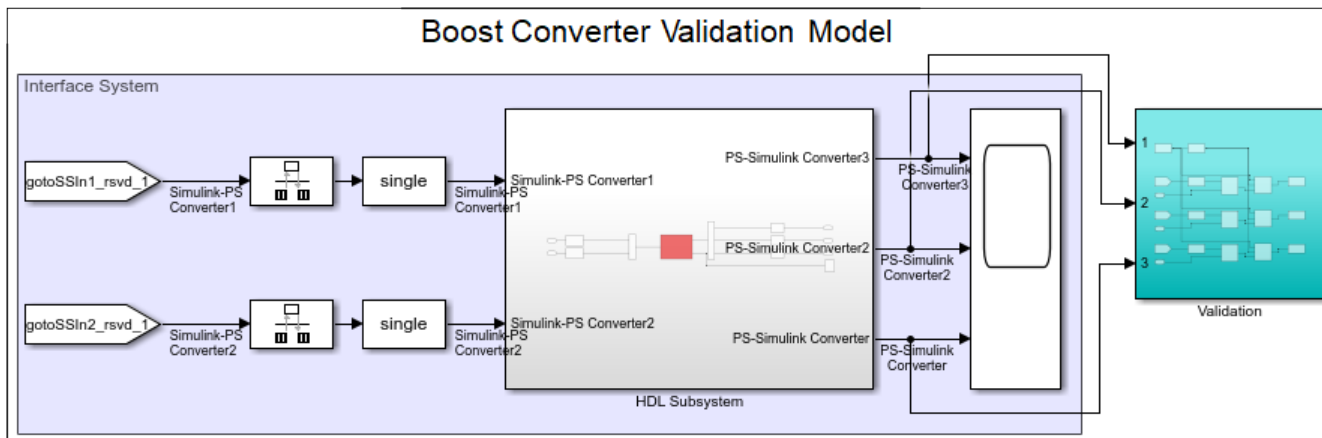 Boost Converter Validation Model
Interface System
gotoSSIn1_rsvd_1
Simulink-PS
Converter1
single
Simulink-PS
Converter1
Simulink-PS Converter1
PS-Simulink Converter3
PS-Simulink
Converter3
1
PS-Simulink Converter2
PS-Simulink
Converter2
2
3
Validation
gotoSSIn2_rsvd_1
Simulink-PS
Converter2
single
Simulink-PS
Converter2
Simulink-PS Converter2
PS-Simulink Converter
PS-Simulink
Converter
HDL Subsystem